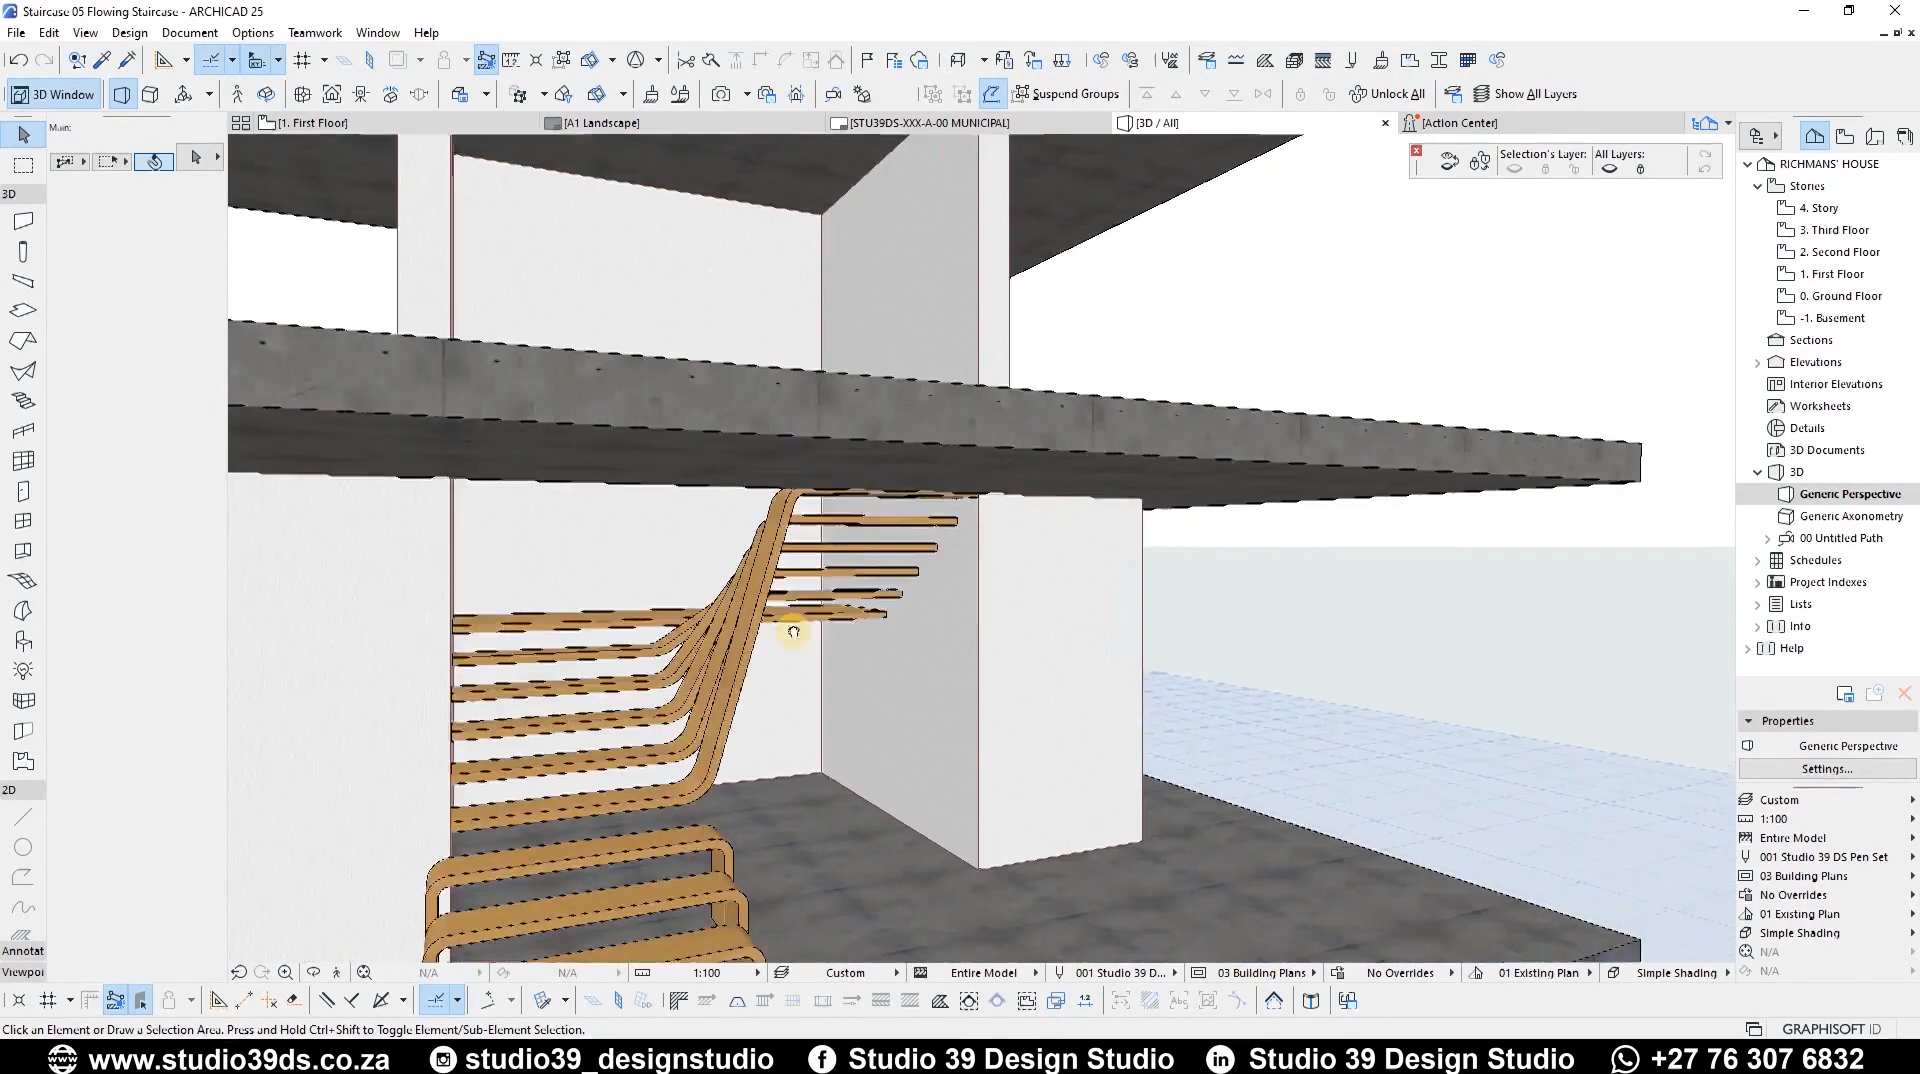 Staircase 05 Flowing Staircase - ARCHICAD 25
File Edit View Design Document Options Teamwork Window Help
3D Window
Suspend Groups
Unlock All
Show All Layers
Main:
[1. First Floor]
[A1 Landscape]
[STU39DS-XXX-A-00 MUNICIPAL]
[3D / All]
[Action Center]
Selection's Layer:
All Layers:
3D
2D
Annotat
Viewpoi
RICHMANS' HOUSE
Stories
4. Story
3. Third Floor
2. Second Floor
1. First Floor
0. Ground Floor
-1. Basement
Sections
Elevations
Interior Elevations
Worksheets
Details
3D Documents
3D
Generic Perspective
Generic Axonometry
00 Untitled Path
Schedules
Project Indexes
Lists
Info
Help
Properties
Generic Perspective
Settings...
Custom
1:100
Entire Model
001 Studio 39 DS Pen Set
03 Building Plans
No Overrides
01 Existing Plan
Simple Shading
N/A
N/A
N/A N/A 1:100 Custom Entire Model 001 Studio 39 D... 03 Building Plans No Overrides 01 Existing Plan Simple Shading
Click an Element or Draw a Selection Area. Press and Hold Ctrl+Shift to Toggle Element/Sub-Element Selection.
GRAPHISOFT ID
www.studio39ds.co.za studio39_designstudio Studio 39 Design Studio Studio 39 Design Studio +27 76 307 6832